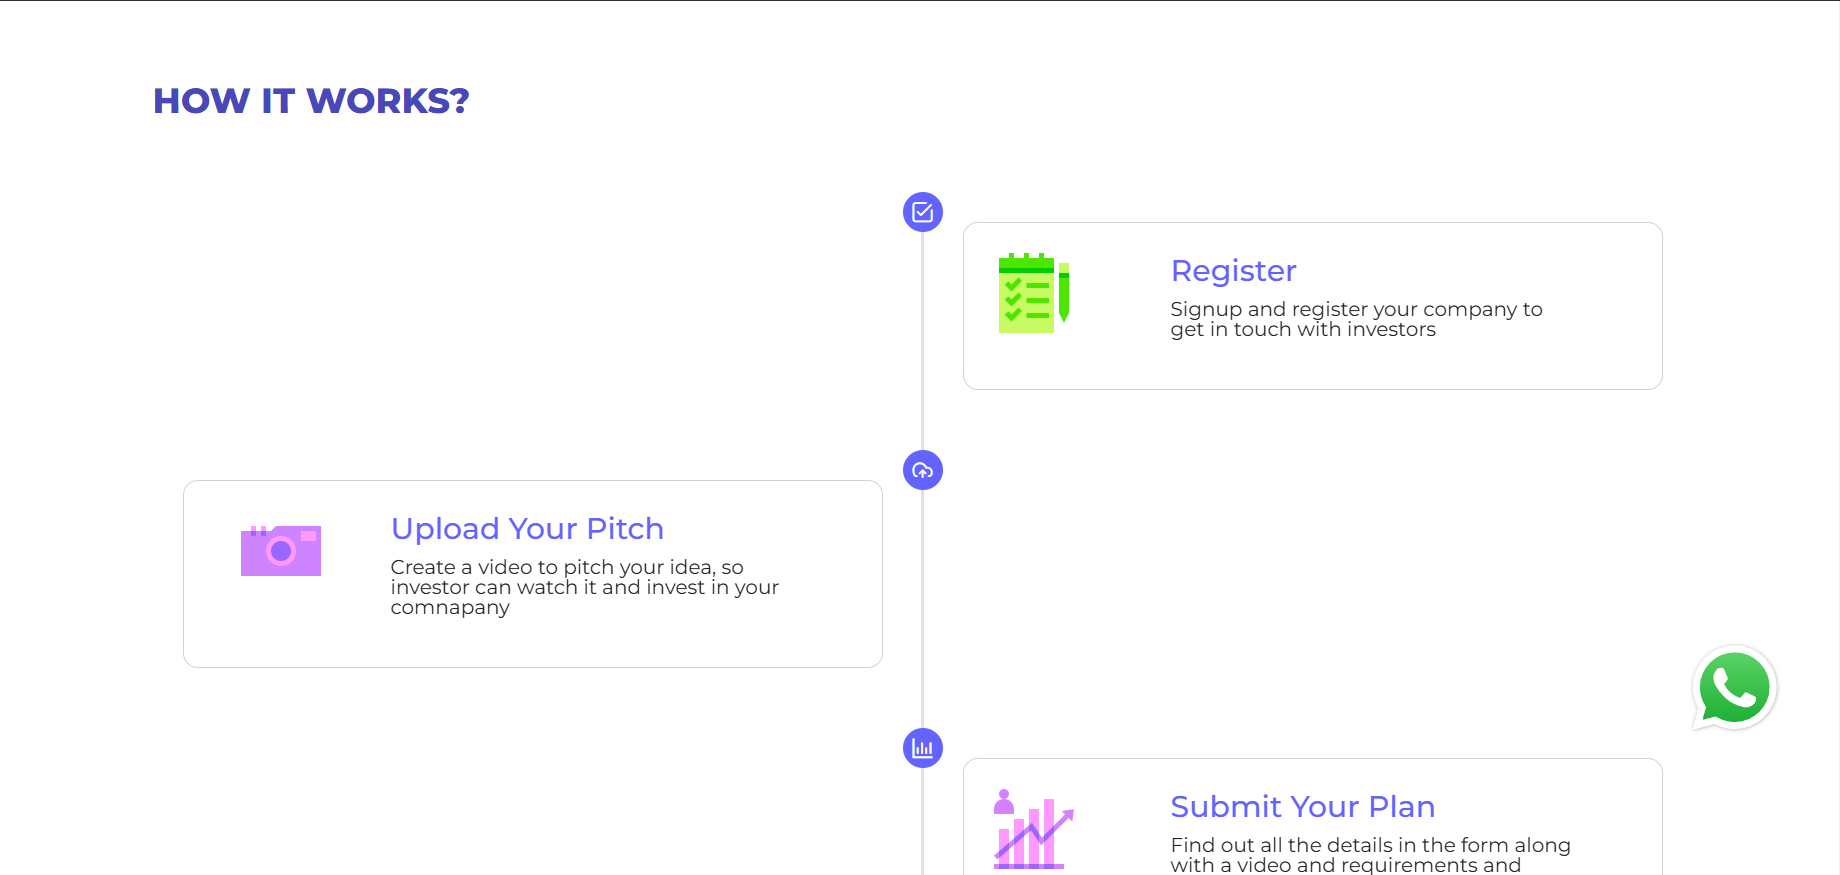 HOW IT WORKS?
Register
Signup and register your company to
get in touch with investors
Upload Your Pitch
Create a video to pitch your idea, so
investor can watch it and invest in your
comnapany
Submit Your Plan
Find out all the details in the form along
with a video and requirements and